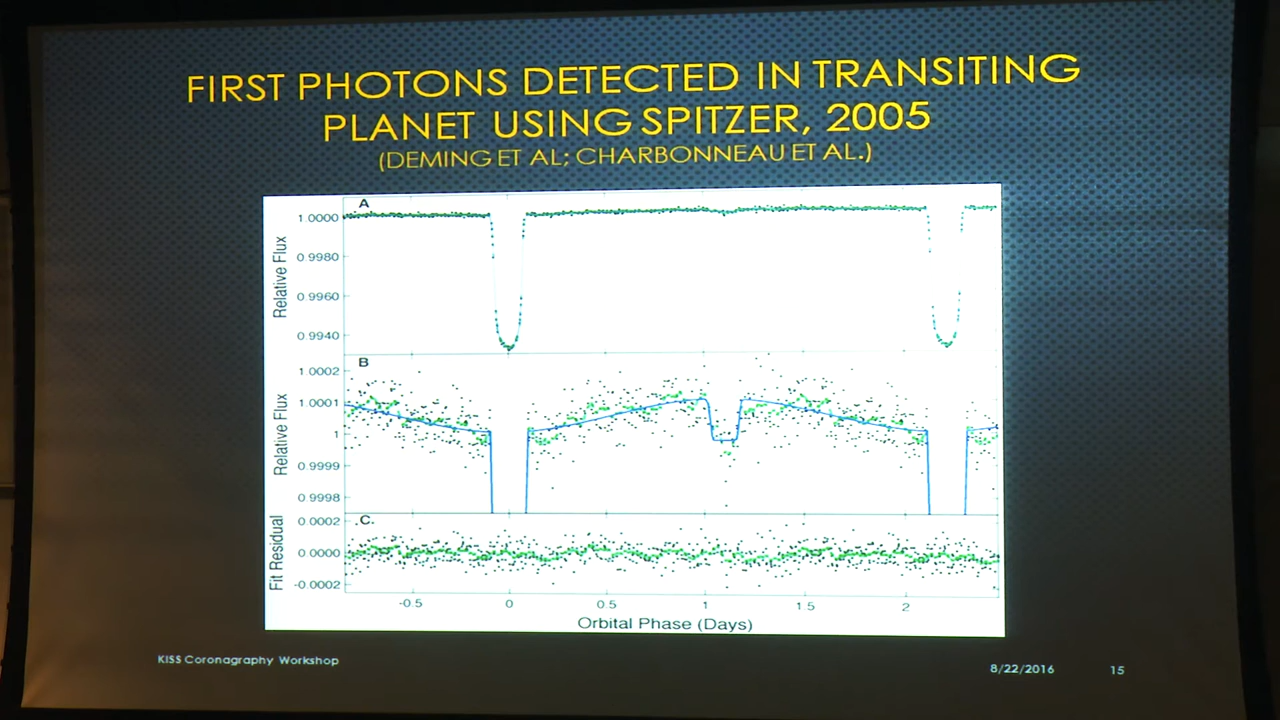 FIRST PHOTONS DETECTED IN TRANSITING
PLANET USING SPITZER, 2005
(DEMING ET AL; CHARBONNEAU ET AL.)
A
1.0000
0.9980
0.9960
0.9940
Relative Flux
B
1.0002
1.0001
1
0.9999
0.9998
Relative Flux
C.
0.0002
0.0000
-0.0002
Fit Residual
-0.5 0 0.5 1 1.5 2
Orbital Phase (Days)
KISS Coronagraphy Workshop 8/22/2016 15